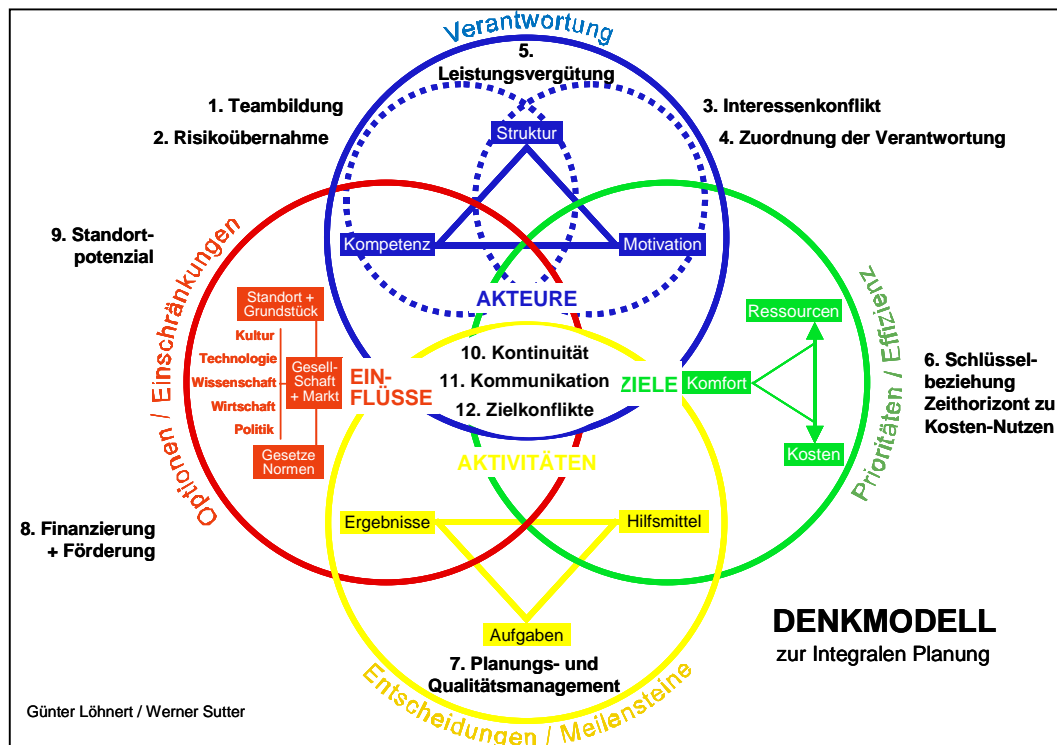 Verantwortung
5.
Leistungsvergütung
1. Teambildung
2. Risikoübernahme
3. Interessenkonflikt
4. Zuordnung der Verantwortung
Struktur
Kompetenz
Motivation
AKTEURE
9. Standort-
potenzial
Optionen / Einschränkungen
Standort +
Grundstück
Kultur
Technologie
Wissenschaft
Wirtschaft
Politik
Gesell-
Schaft
+ Markt
Gesetze
Normen
EIN-
FLÜSSE
10. Kontinuität
11. Kommunikation
12. Zielkonflikte
ZIELE
Komfort
Ressourcen
Kosten
Prioritäten / Effizienz
6. Schlüssel-
beziehung
Zeithorizont zu
Kosten-Nutzen
AKTIVITÄTEN
8. Finanzierung
+ Förderung
Ergebnisse
Hilfsmittel
Aufgaben
7. Planungs- und
Qualitätsmanagement
Entscheidungen / Meilensteine
DENKMODELL
zur Integralen Planung
Günter Löhnert / Werner Sutter